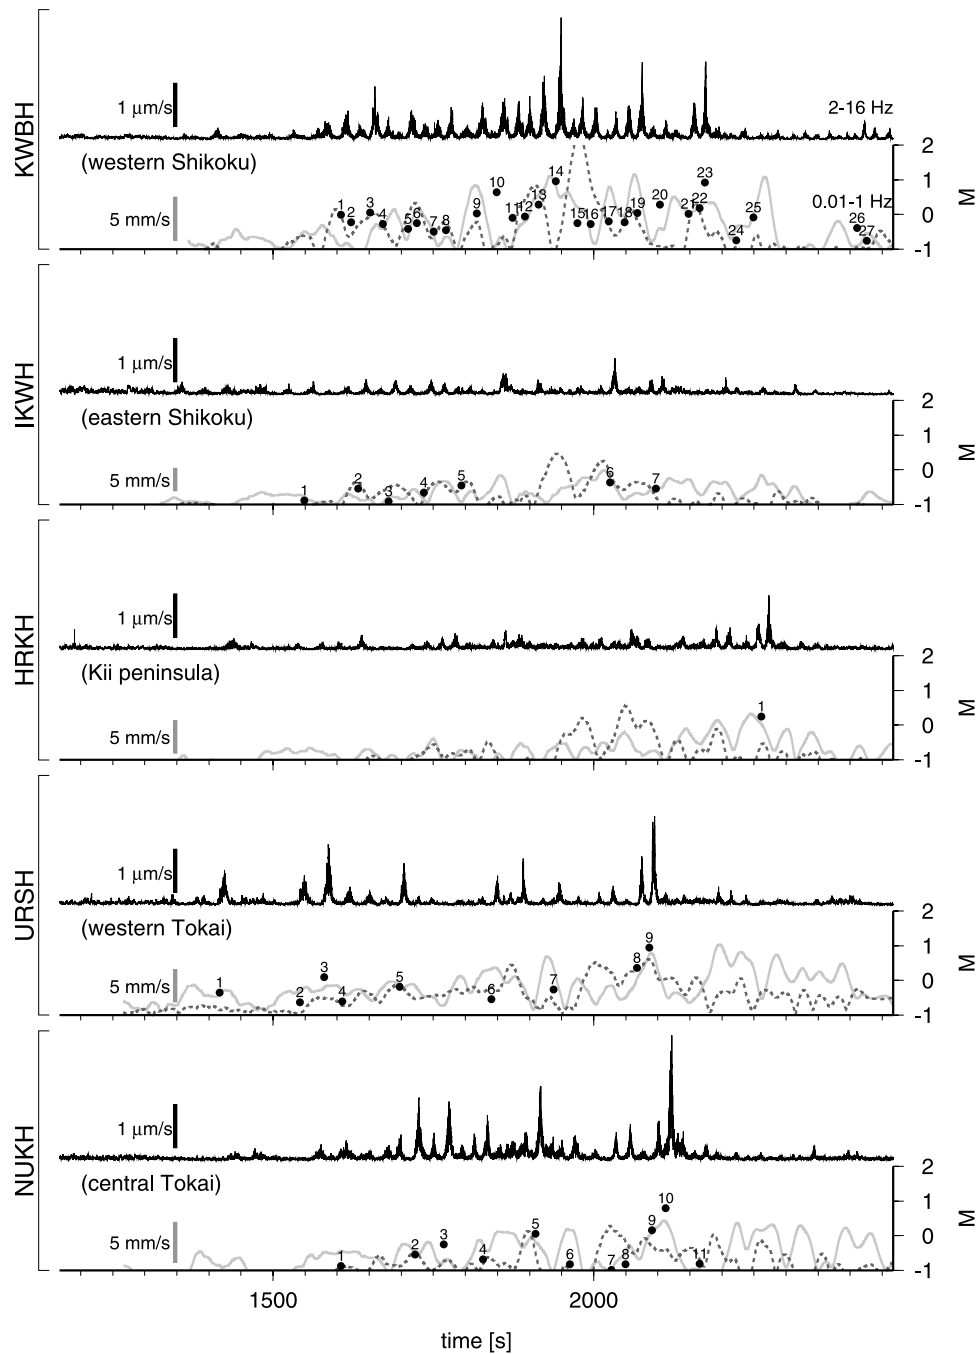 KWBH
1 μm/s
2-16 Hz
(western Shikoku)
5 mm/s
0.01-1 Hz
1 2 3 4 5 6 7 8 9 10 11 12 13 14 15 16 17 18 19 20 21 22 23 24 25 26 27
2
1
0
-1
M
IKWH
1 μm/s
(eastern Shikoku)
5 mm/s
1 2 3 4 5 6 7
2
1
0
-1
M
HRKH
1 μm/s
(Kii peninsula)
5 mm/s
1
2
1
0
-1
M
URSH
1 μm/s
(western Tokai)
5 mm/s
1 2 3 4 5 6 7 8 9
2
1
0
-1
M
NUKH
1 μm/s
(central Tokai)
5 mm/s
1 2 3 4 5 6 7 8 9 10 11
2
1
0
-1
M
1500 2000
time [s]